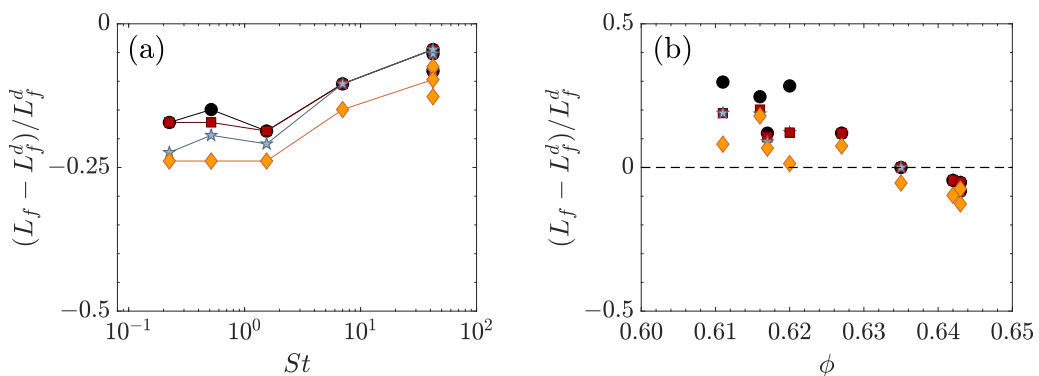 (a)
0
−0.25
−0.5
10^{-1}
10^{0}
10^{1}
10^{2}
St
(L_f − L_f^d)/L_f^d
(b)
0.5
0
−0.5
0.60
0.61
0.62
0.63
0.64
0.65
ϕ
(L_f − L_f^d)/L_f^d